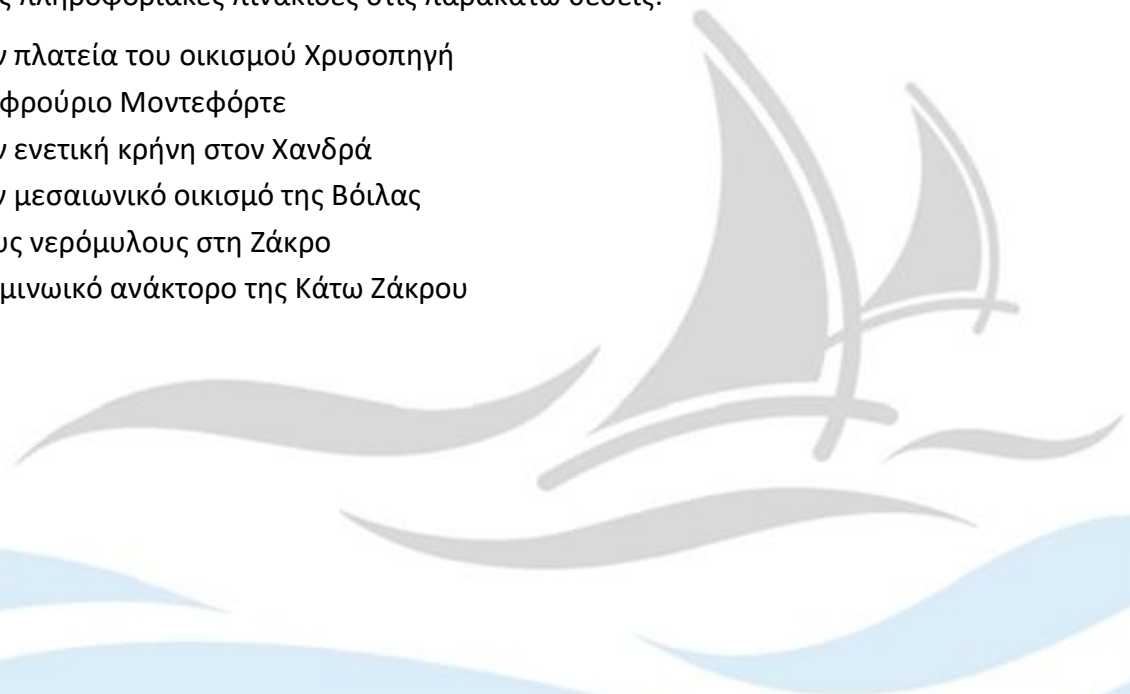 ς πληροφοριακές πινακίδες στις παρακάτω θέσεις:
ν πλατεία του οικισμού Χρυσοπηγή
φρούριο Μοντεφόρτε
ν ενετική κρήνη στον Χανδρά
ν μεσαιωνικό οικισμό της Βόιλας
υς νερόμυλους στη Ζάκρο
μινωικό ανάκτορο της Κάτω Ζάκρου